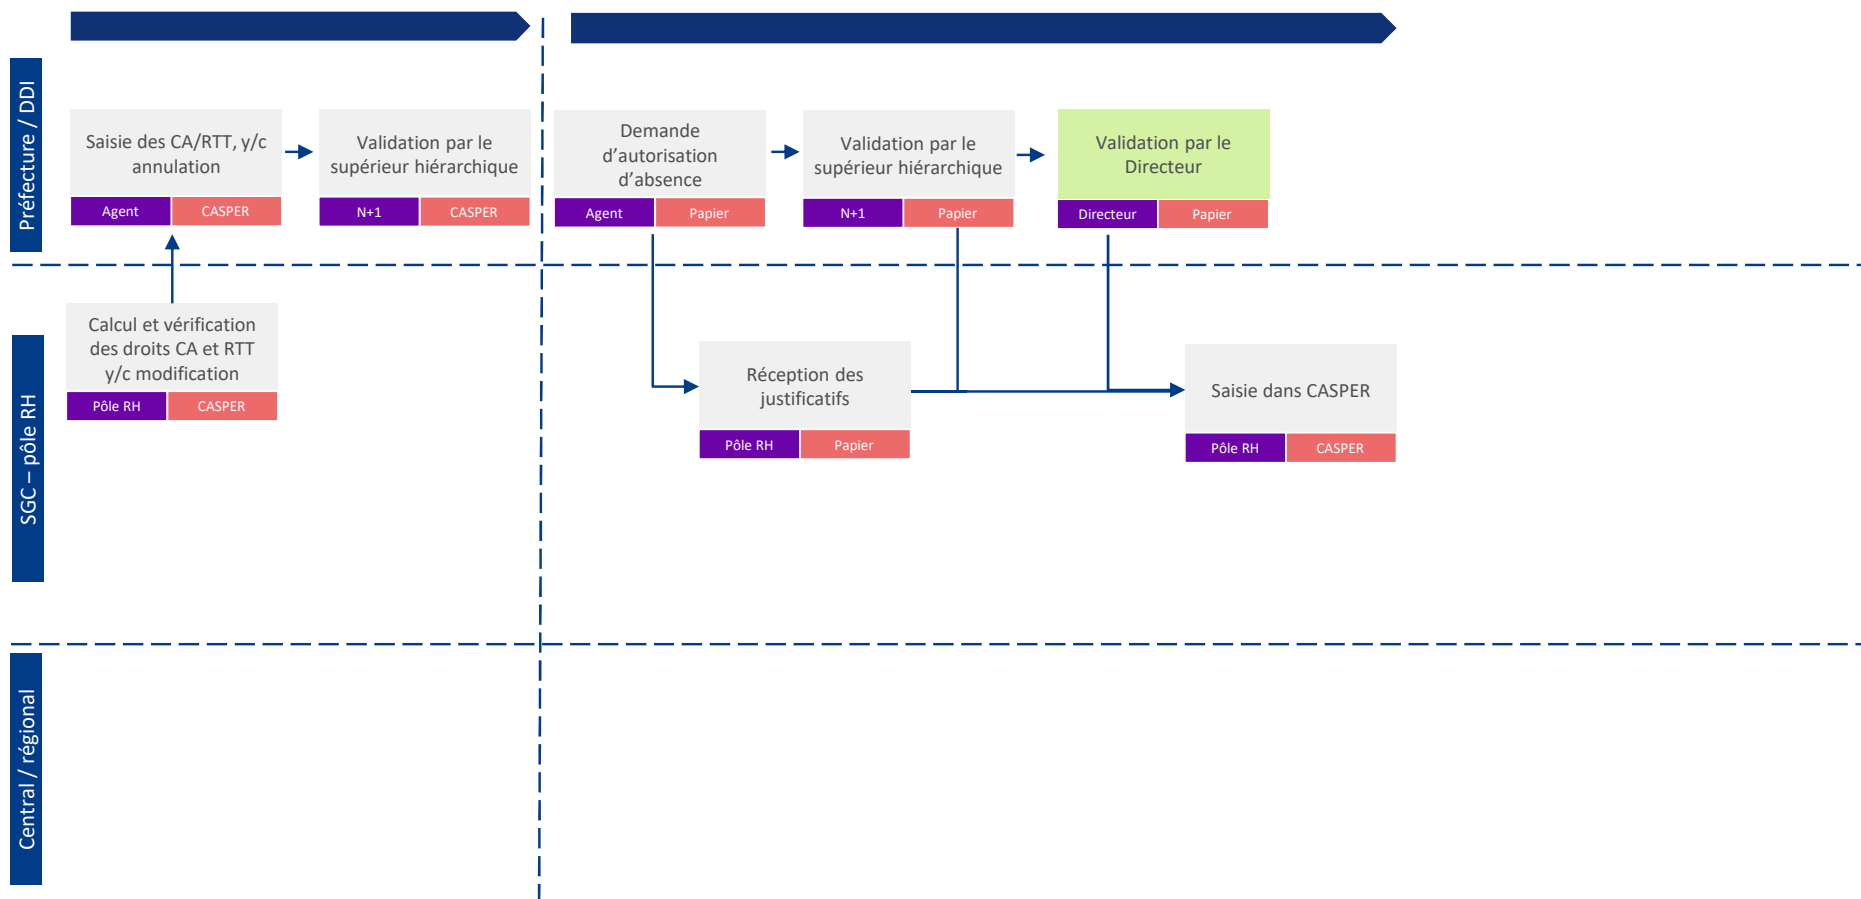 Préfecture / DDI
Saisie des CA/RTT, y/c
annulation
Agent
CASPER
Validation par le
supérieur hiérarchique
N+1
CASPER
Demande
d’autorisation
d’absence
Agent
Papier
Validation par le
supérieur hiérarchique
N+1
Papier
Validation par le
Directeur
Directeur
Papier
SGC – pôle RH
Calcul et vérification
des droits CA et RTT
y/c modification
Pôle RH
CASPER
Réception des
justificatifs
Pôle RH
Papier
Saisie dans CASPER
Pôle RH
CASPER
Central / régional